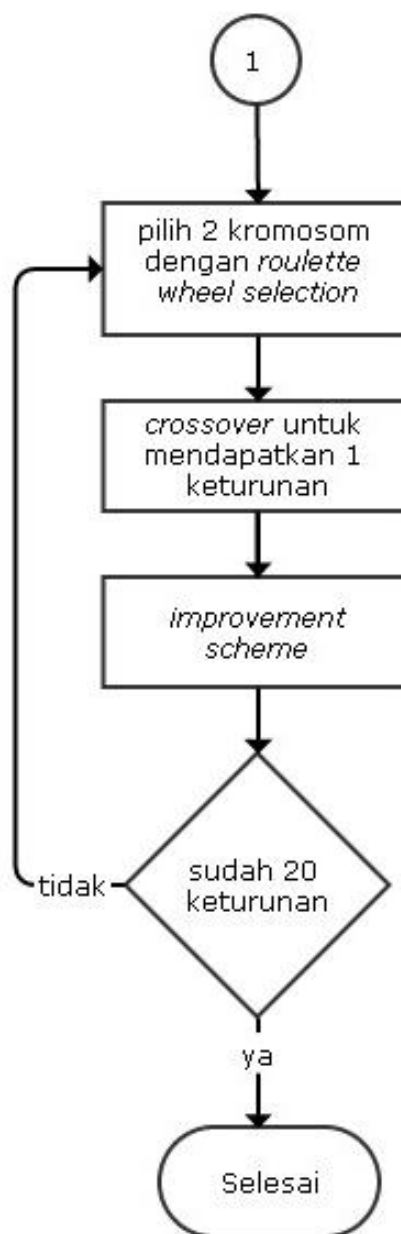 1
pilih 2 kromosom
dengan roulette
wheel selection
crossover untuk
mendapatkan 1
keturunan
improvement
scheme
sudah 20
keturunan
tidak
ya
Selesai